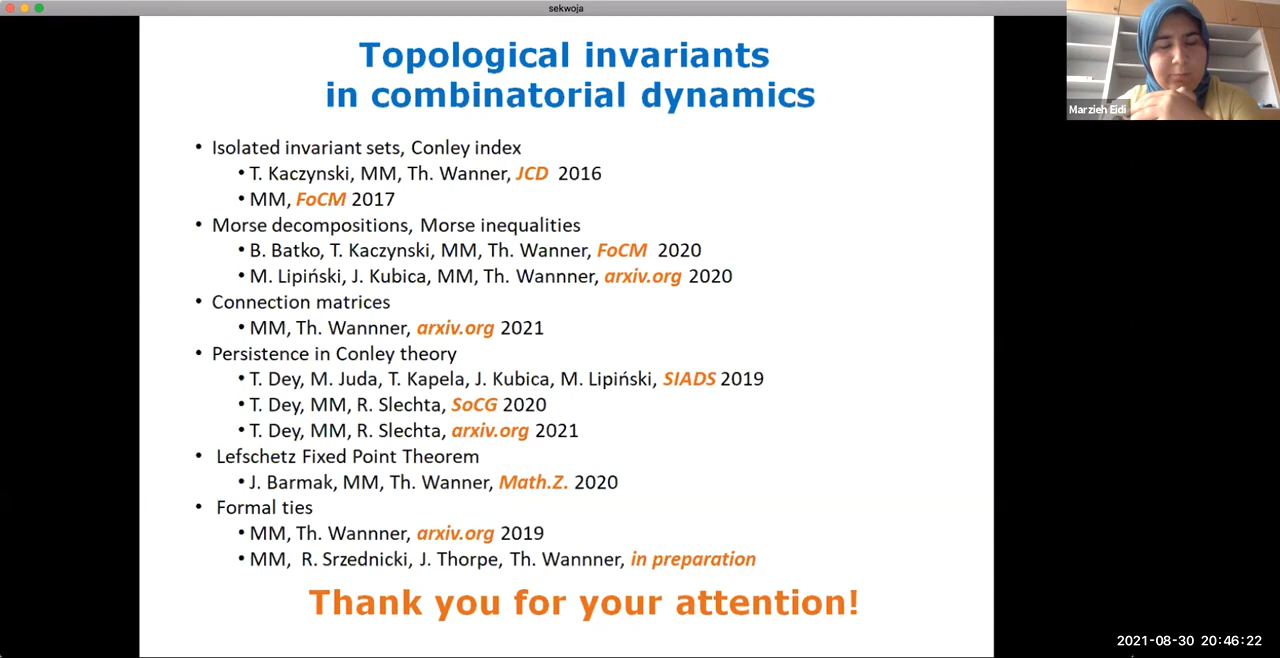 sekwoja
Topological invariants
in combinatorial dynamics
• Isolated invariant sets, Conley index
• T. Kaczynski, MM, Th. Wanner, JCD 2016
• MM, FoCM 2017
• Morse decompositions, Morse inequalities
• B. Batko, T. Kaczynski, MM, Th. Wanner, FoCM 2020
• M. Lipiński, J. Kubica, MM, Th. Wannner, arxiv.org 2020
• Connection matrices
• MM, Th. Wannner, arxiv.org 2021
• Persistence in Conley theory
• T. Dey, M. Juda, T. Kapela, J. Kubica, M. Lipiński, SIADS 2019
• T. Dey, MM, R. Slechta, SoCG 2020
• T. Dey, MM, R. Slechta, arxiv.org 2021
• Lefschetz Fixed Point Theorem
• J. Barmak, MM, Th. Wanner, Math.Z. 2020
• Formal ties
• MM, Th. Wannner, arxiv.org 2019
• MM, R. Srzednicki, J. Thorpe, Th. Wannner, in preparation
Thank you for your attention!
Marzieh Eidi
2021-08-30 20:46:22